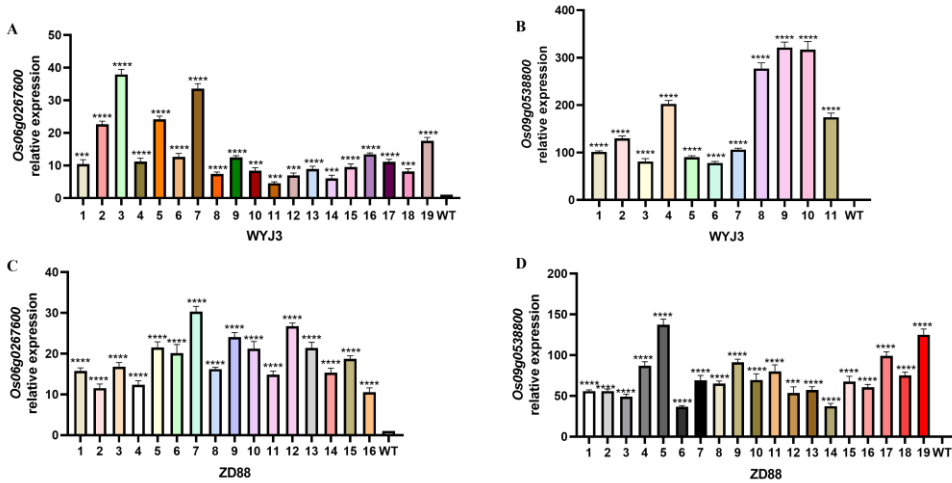 A
Os06g0267600
relative expression
50
40
30
20
10
0
*** **** **** **** **** **** **** **** **** *** *** *** **** *** **** **** **** *** ****
1 2 3 4 5 6 7 8 9 10 11 12 13 14 15 16 17 18 19 WT
WYJ3
B
Os09g0538800
relative expression
400
300
200
100
0
**** **** **** **** **** **** **** **** **** **** ****
1 2 3 4 5 6 7 8 9 10 11 WT
WYJ3
C
Os06g0267600
relative expression
40
30
20
10
0
**** **** **** **** **** **** **** **** **** **** **** **** **** **** **** ****
1 2 3 4 5 6 7 8 9 10 11 12 13 14 15 16 WT
ZD88
D
Os09g0538800
relative expression
200
150
100
50
0
**** **** **** **** **** **** **** **** **** **** **** *** **** **** **** **** **** **** ****
1 2 3 4 5 6 7 8 9 10 11 12 13 14 15 16 17 18 19 WT
ZD88